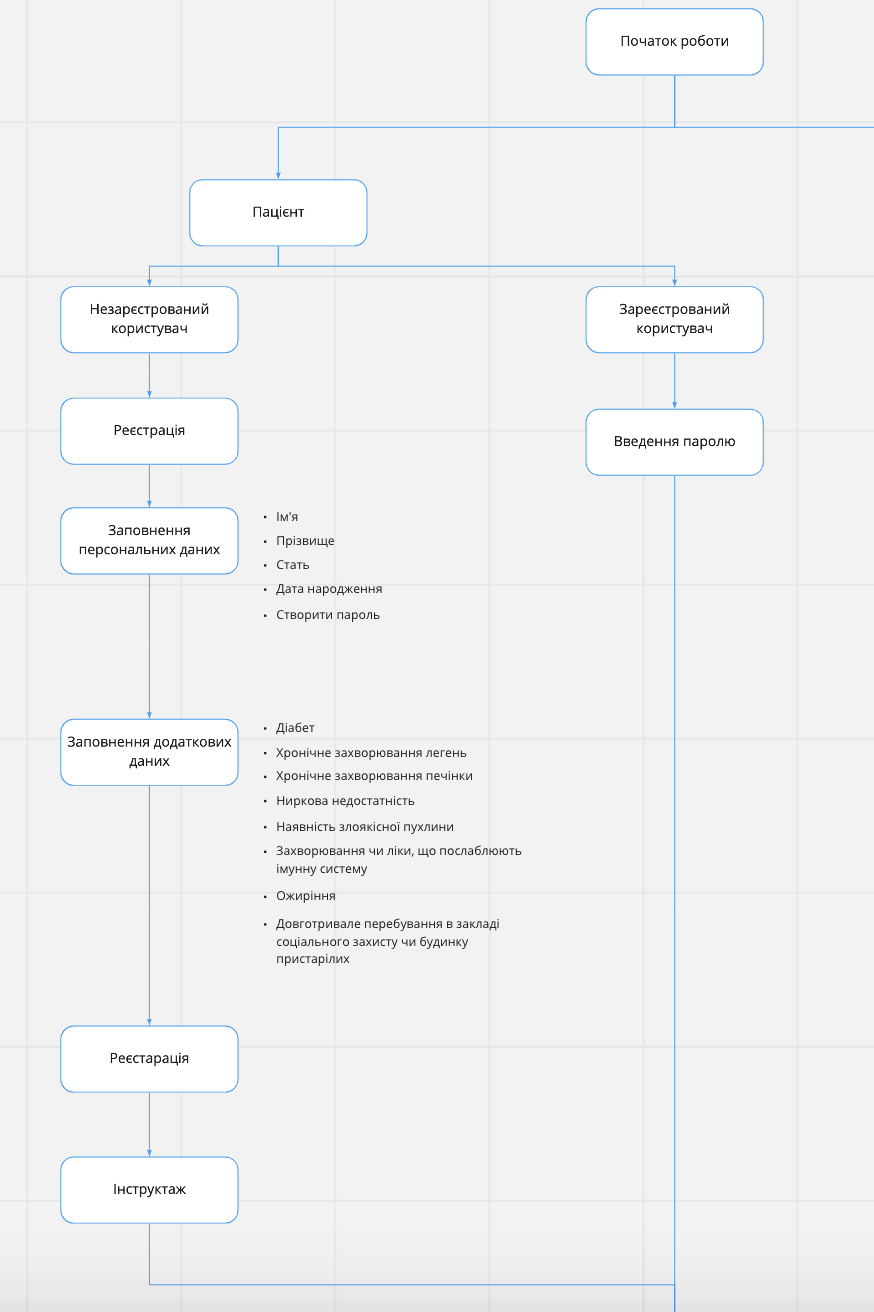 Початок роботи
Пацієнт
Незарєстрований
користувач
Зареєстрований
користувач
Реєстрація
Введення паролю
Заповнення
персональних даних
• Ім'я
• Прізвище
• Стать
• Дата народження
• Створити пароль
Заповнення додаткових
даних
• Діабет
• Хронічне захворювання легень
• Хронічне захворювання печінки
• Ниркова недостатність
• Наявність злоякісної пухлини
• Захворювання чи ліки, що послаблюють
імунну систему
• Ожиріння
• Довготривале перебування в закладі
соціального захисту чи будинку
пристарілих
Реєстарація
Інструктаж